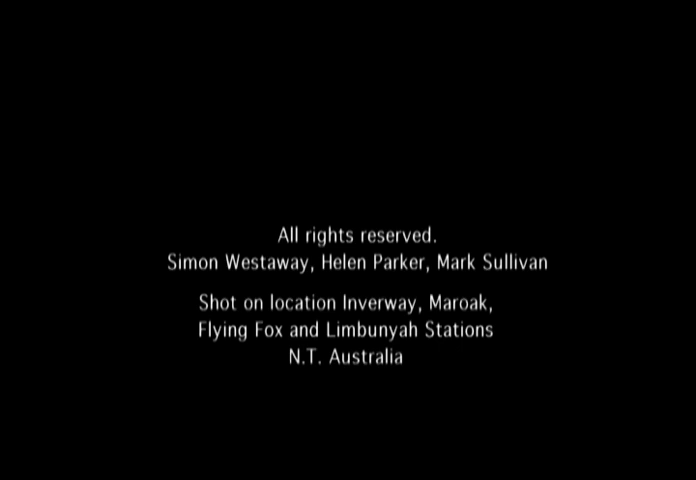 All rights reserved.
Simon Westaway, Helen Parker, Mark Sullivan
Shot on location Inverway, Maroak,
Flying Fox and Limbunyah Stations
N.T. Australia